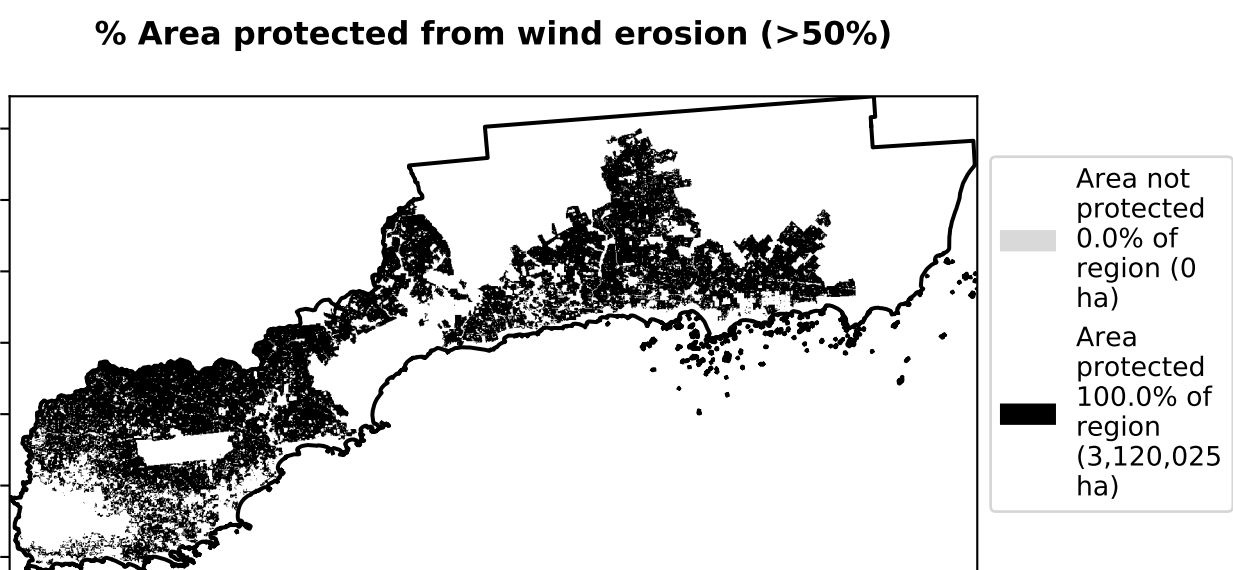 % Area protected from wind erosion (>50%)
Area not
protected
0.0% of
region (0
ha)
Area
protected
100.0% of
region
(3,120,025
ha)